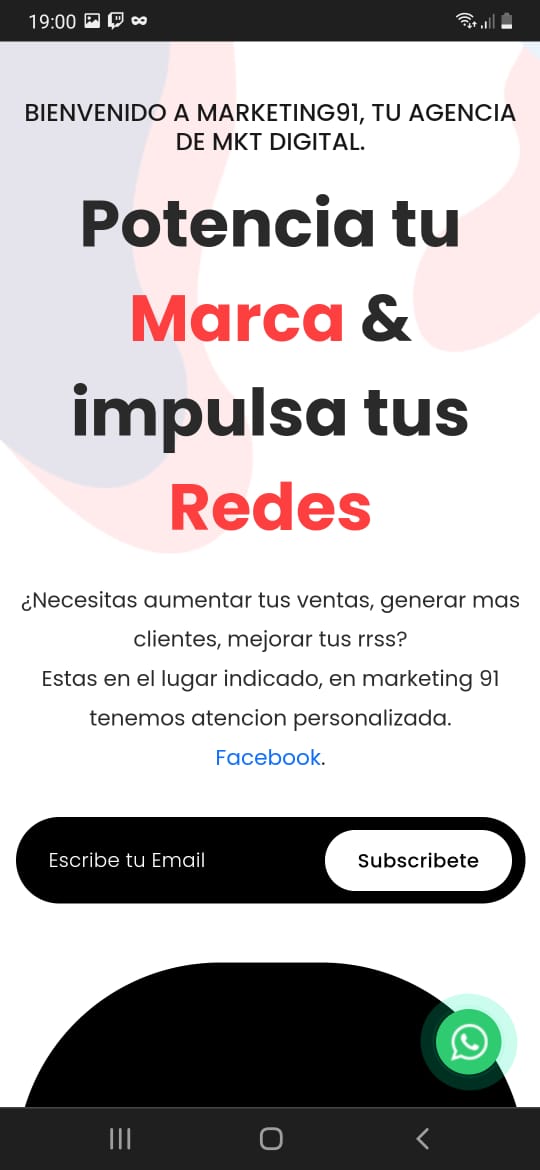 19:00
BIENVENIDO A MARKETING91, TU AGENCIA
DE MKT DIGITAL.
Potencia tu
Marca &
impulsa tus
Redes
¿Necesitas aumentar tus ventas, generar mas
clientes, mejorar tus rrss?
Estas en el lugar indicado, en marketing 91
tenemos atencion personalizada.
Facebook.
Escribe tu Email
Subscribete